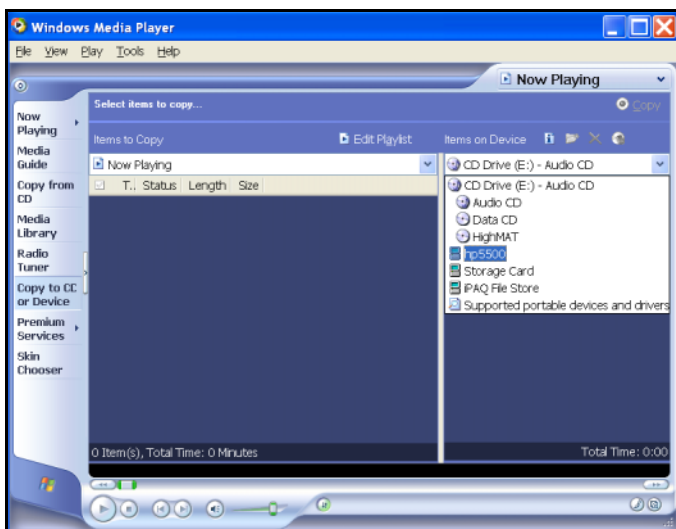 Windows Media Player
File View Play Tools Help
Now Playing
Select items to copy...
Copy
Now
Playing
Media
Guide
Copy from
CD
Media
Library
Radio
Tuner
Copy to CD
or Device
Premium
Services
Skin
Chooser
Items to Copy
Edit Playlist
Items on Device
Now Playing
CD Drive (E:) - Audio CD
T.. Status Length Size
CD Drive (E:) - Audio CD
Audio CD
Data CD
HighMAT
hp5500
Storage Card
iPAQ File Store
Supported portable devices and drivers
0 Item(s), Total Time: 0 Minutes
Total Time: 0:00